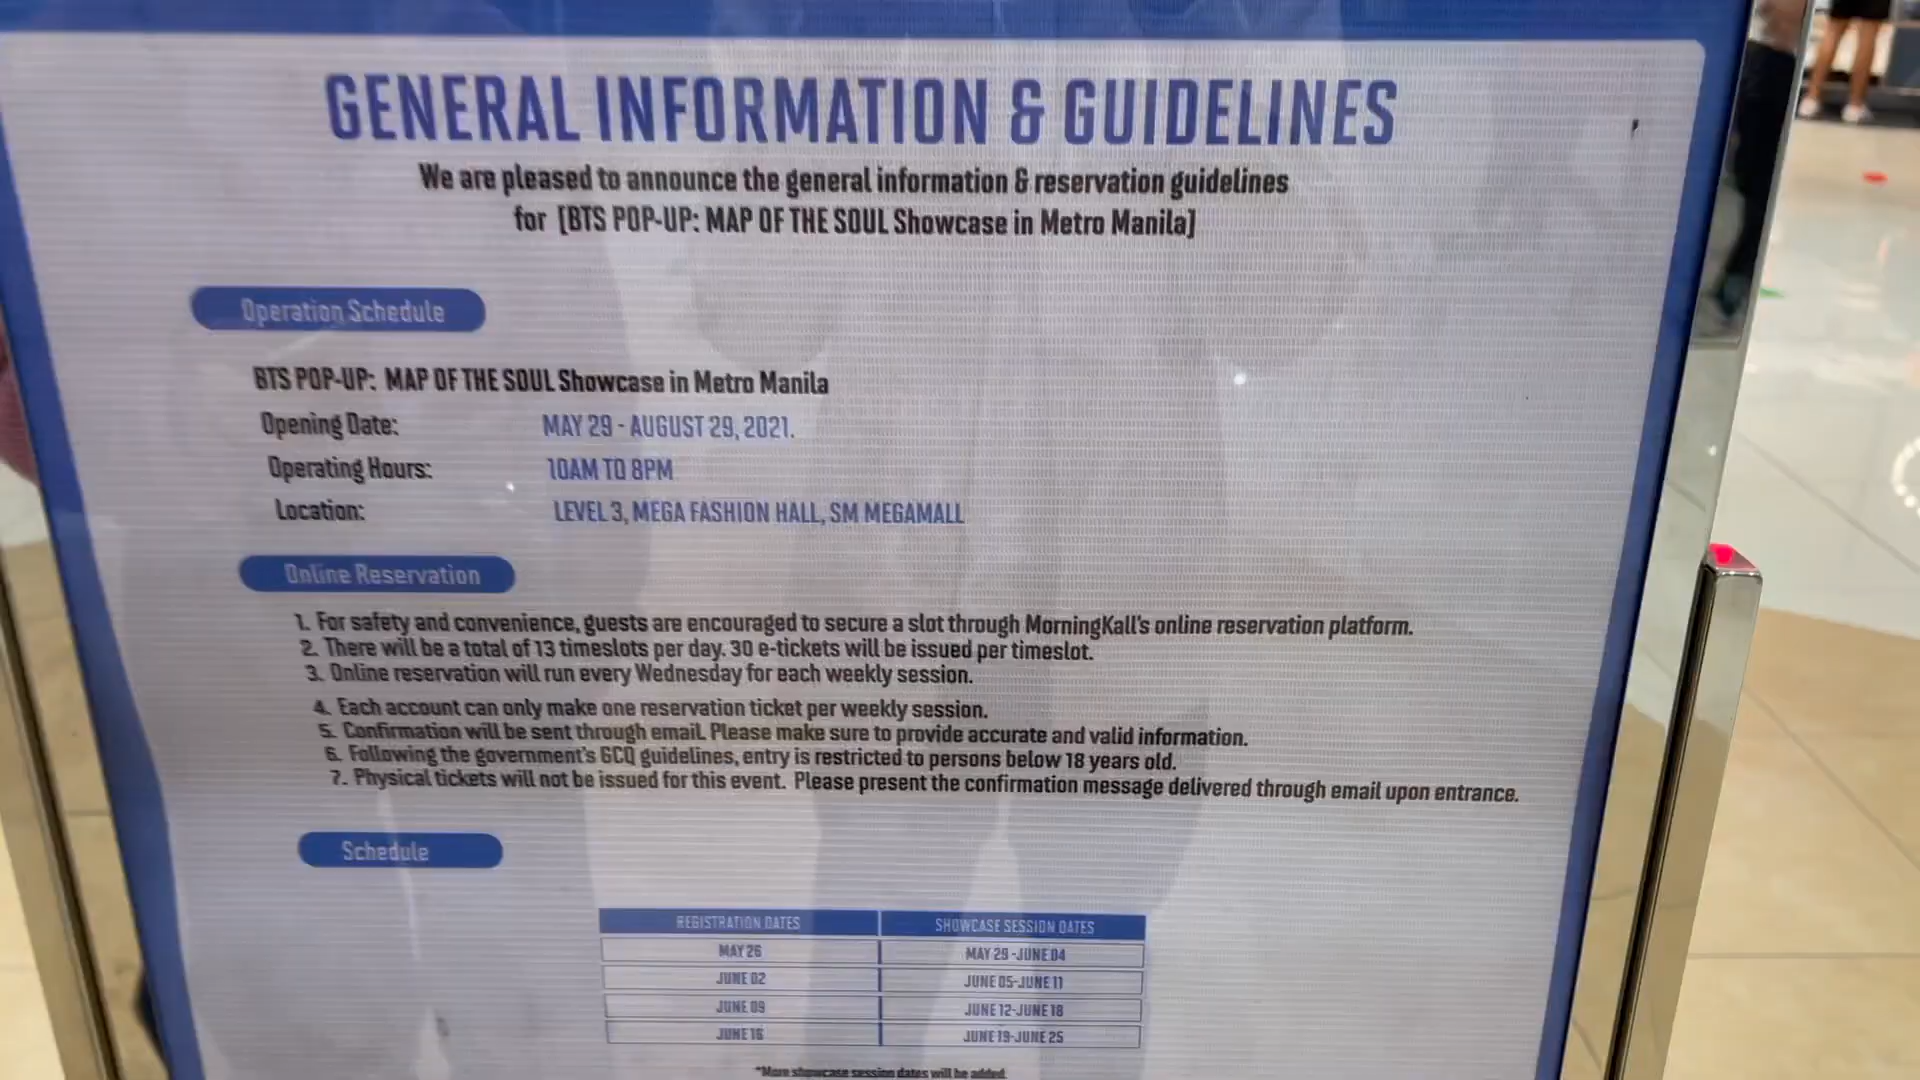 GENERAL INFORMATION & GUIDELINES
We are pleased to announce the general information & reservation guidelines
for [BTS POP-UP: MAP OF THE SOUL Showcase in Metro Manila]
Operation Schedule
BTS POP-UP: MAP OF THE SOUL Showcase in Metro Manila
Opening Date: MAY 29 - AUGUST 29, 2021.
Operating Hours: 10AM TO 8PM
Location: LEVEL 3, MEGA FASHION HALL, SM MEGAMALL
Online Reservation
1. For safety and convenience, guests are encouraged to secure a slot through MorningKall's online reservation platform.
2. There will be a total of 13 timeslots per day. 30 e-tickets will be issued per timeslot.
3. Online reservation will run every Wednesday for each weekly session.
4. Each account can only make one reservation ticket per weekly session.
5. Confirmation will be sent through email. Please make sure to provide accurate and valid information.
6. Following the government's GCQ guidelines, entry is restricted to persons below 18 years old.
7. Physical tickets will not be issued for this event. Please present the confirmation message delivered through email upon entrance.
Schedule
REGISTRATION DATES SHOWCASE SESSION DATES
MAY 26 MAY 29 -JUNE 04
JUNE 02 JUNE 05-JUNE 11
JUNE 09 JUNE 12-JUNE 18
JUNE 16 JUNE 19-JUNE 25
*More showcase session dates will be added.